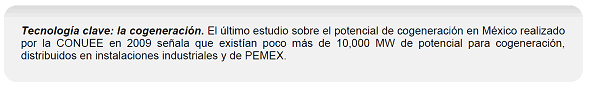 Tecnología clave: la cogeneración. El último estudio sobre el potencial de cogeneración en México realizado
por la CONUEE en 2009 señala que existían poco más de 10,000 MW de potencial para cogeneración,
distribuidos en instalaciones industriales y de PEMEX.